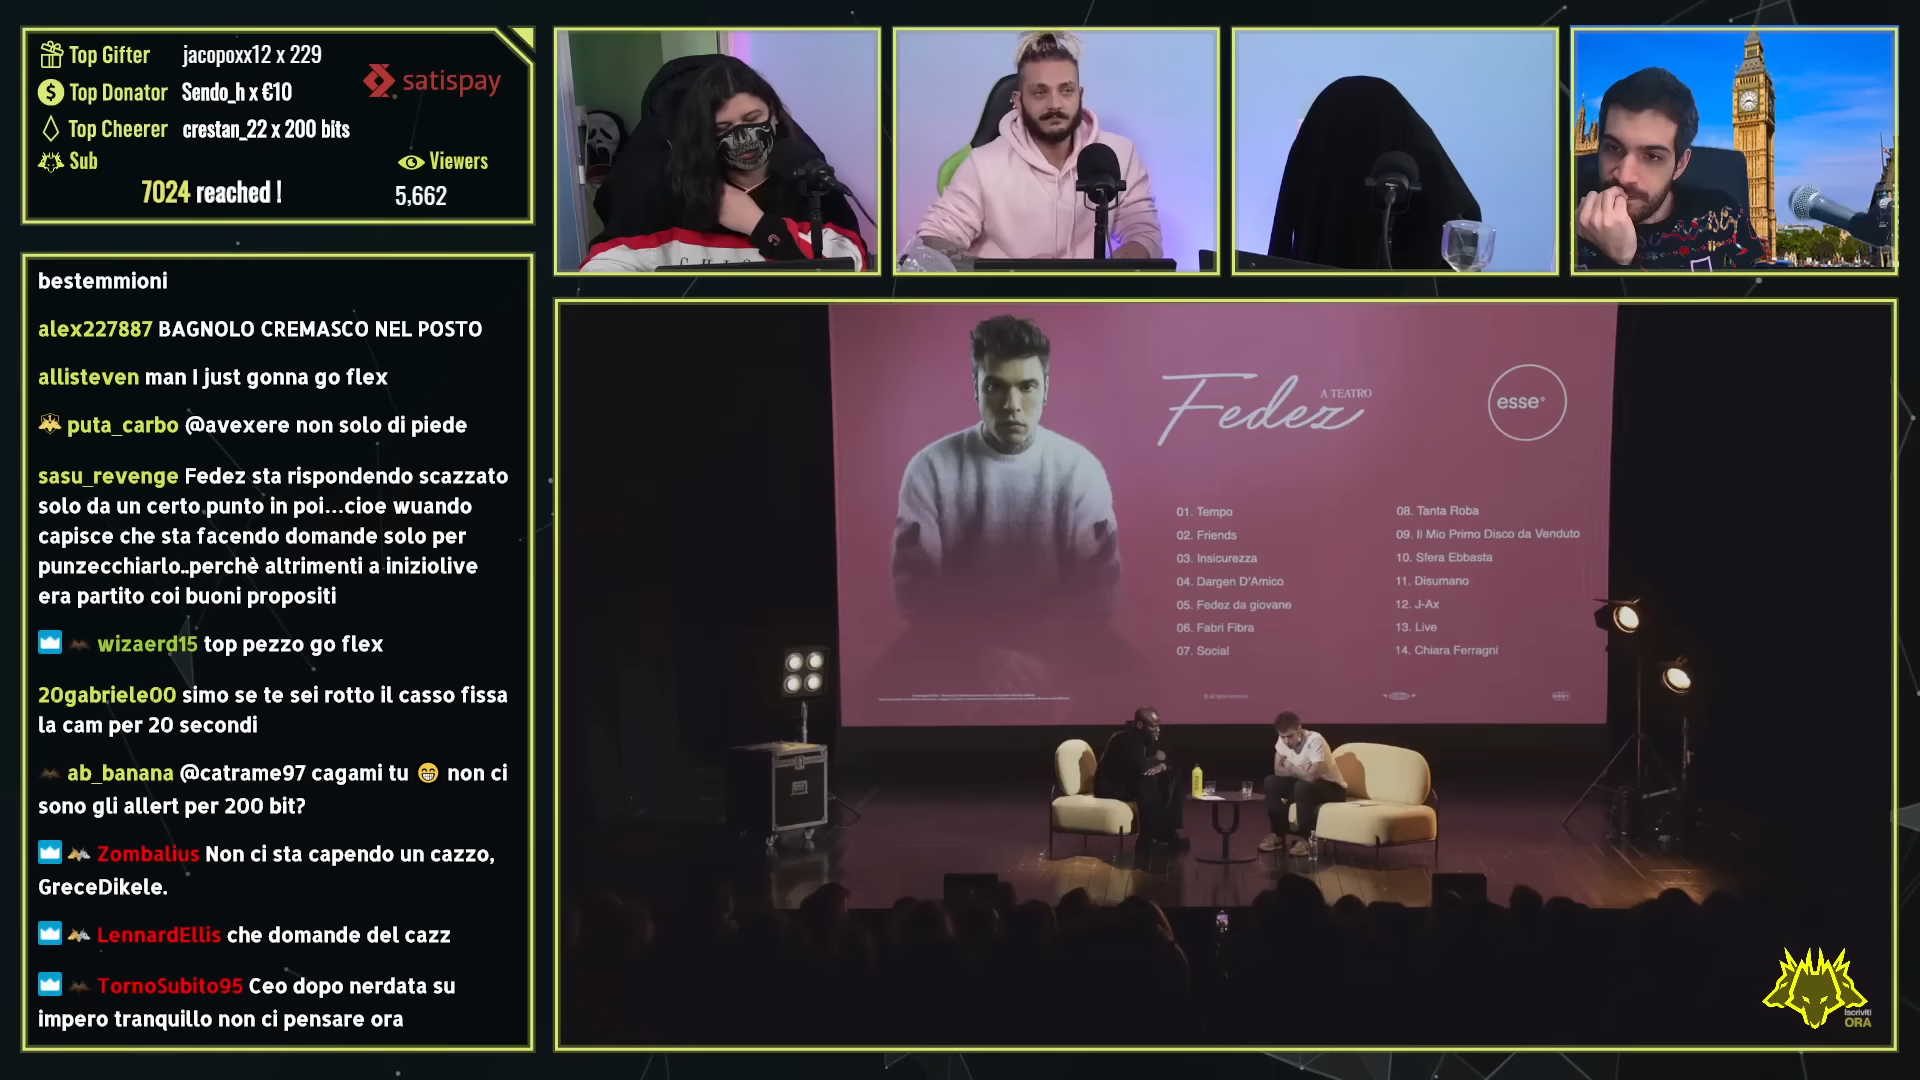 Top Gifter jacopoxx12 x 229
satispay
Top Donator Sendo_h x €10
Top Cheerer crestan_22 x 200 bits
Sub
Viewers
7024 reached !
5,662
bestemmioni
alex227887 BAGNOLO CREMASCO NEL POSTO
allisteven man I just gonna go flex
puta_carbo @avexere non solo di piede
sasu_revenge Fedez sta rispondendo scazzato
solo da un certo punto in poi...cioe wuando
capisce che sta facendo domande solo per
punzecchiarlo..perchè altrimenti a iniziolive
era partito coi buoni propositi
wizaerd15 top pezzo go flex
20gabriele00 simo se te sei rotto il casso fissa
la cam per 20 secondi
ab_banana @catrame97 cagami tu 😁 non ci
sono gli allert per 200 bit?
Zombalius Non ci sta capendo un cazzo,
GreceDikele.
LennardEllis che domande del cazz
TornoSubito95 Ceo dopo nerdata su
impero tranquillo non ci pensare ora
Fedez
A TEATRO
esse
01. Tempo
02. Friends
03. Insicurezza
04. Dargen D'Amico
05. Fedez da giovane
06. Fabri Fibra
07. Social
08. Tanta Roba
09. Il Mio Primo Disco da Venduto
10. Sfera Ebbasta
11. Disumano
12. J-Ax
13. Live
14. Chiara Ferragni
Iscriviti
ORA